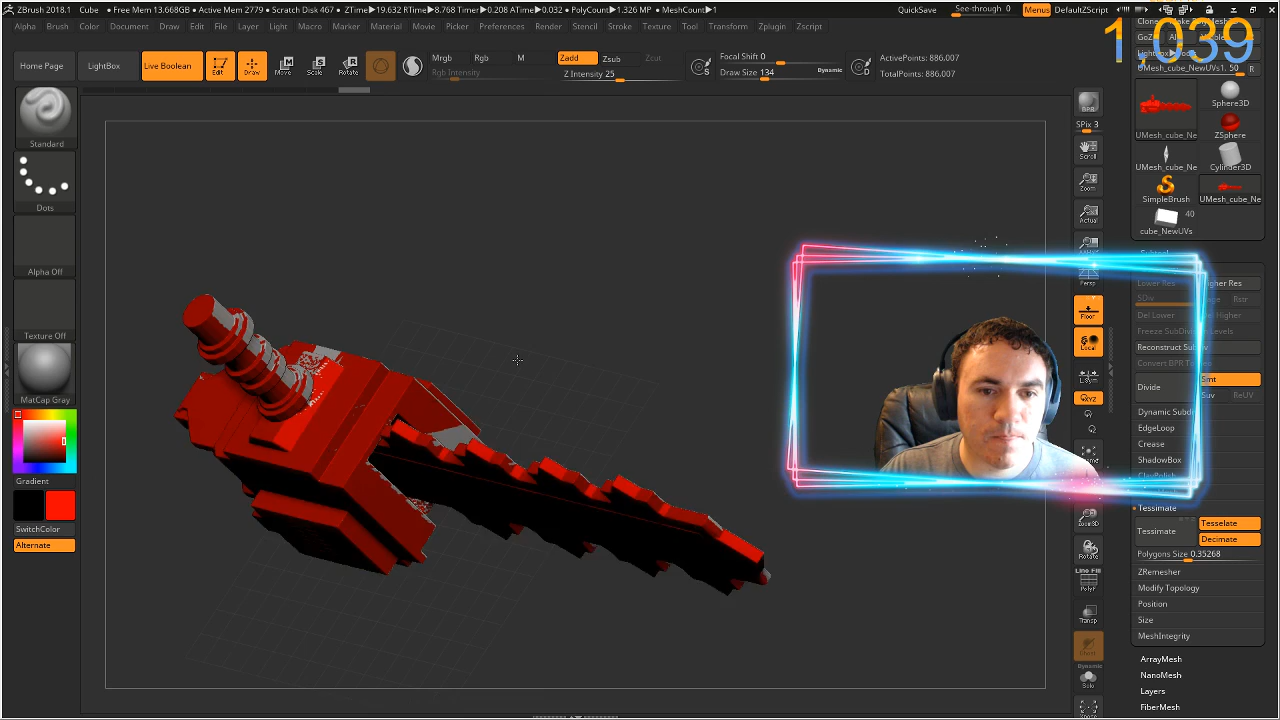 ZBrush 2018.1 Cube ● Free Mem 13.668GB ● Active Mem 2779 ● Scratch Disk 467 ● ZTime▶19.632 RTime▶8.768 Timer▶0.208 ATime▶0.032 ● PolyCount▶1.326 MP ● MeshCount▶1
QuickSave
See-through 0
Menus
DefaultZScript
Alpha Brush Color Document Draw Edit File Layer Light Macro Marker Material Movie Picker Preferences Render Stencil Stroke Texture Tool Transform Zplugin Zscript
1,039
Home Page
LightBox
Live Boolean
Edit
Draw
Move
Scale
Rotate
Mrgb Rgb M
Rgb Intensity
Zadd Zsub Zcut
Z Intensity 25
Focal Shift 0
Draw Size 134
Dynamic
ActivePoints: 886.007
TotalPoints: 886.007
Standard
Dots
Alpha Off
Texture Off
MatCap Gray
Gradient
SwitchColor
Alternate
BPR
SPix 3
Scroll
Zoom
Actual
Persp
Floor
Local
L.Sym
Zoom3D
Rotate
Line Fill
PolyF
Transp
Ghost
Dynamic
Solo
UMesh_cube_NewUVs1. 50
R
UMesh_cube_Ne
Sphere3D
ZSphere
UMesh_cube_Ne
Cylinder3D
SimpleBrush
UMesh_cube_Ne
40
cube_NewUVs
Lower Res
Higher Res
SDiv
Rstr
Del Lower
Del Higher
Freeze SubDivision Levels
Reconstruct Subdiv
Divide
Smt
Suv
ReUV
EdgeLoop
Crease
ShadowBox
ClayPolish
Tessimate
Tessimate
Tesselate
Decimate
Polygons Size 0.35268
ZRemesher
Modify Topology
Position
Size
MeshIntegrity
ArrayMesh
NanoMesh
Layers
FiberMesh